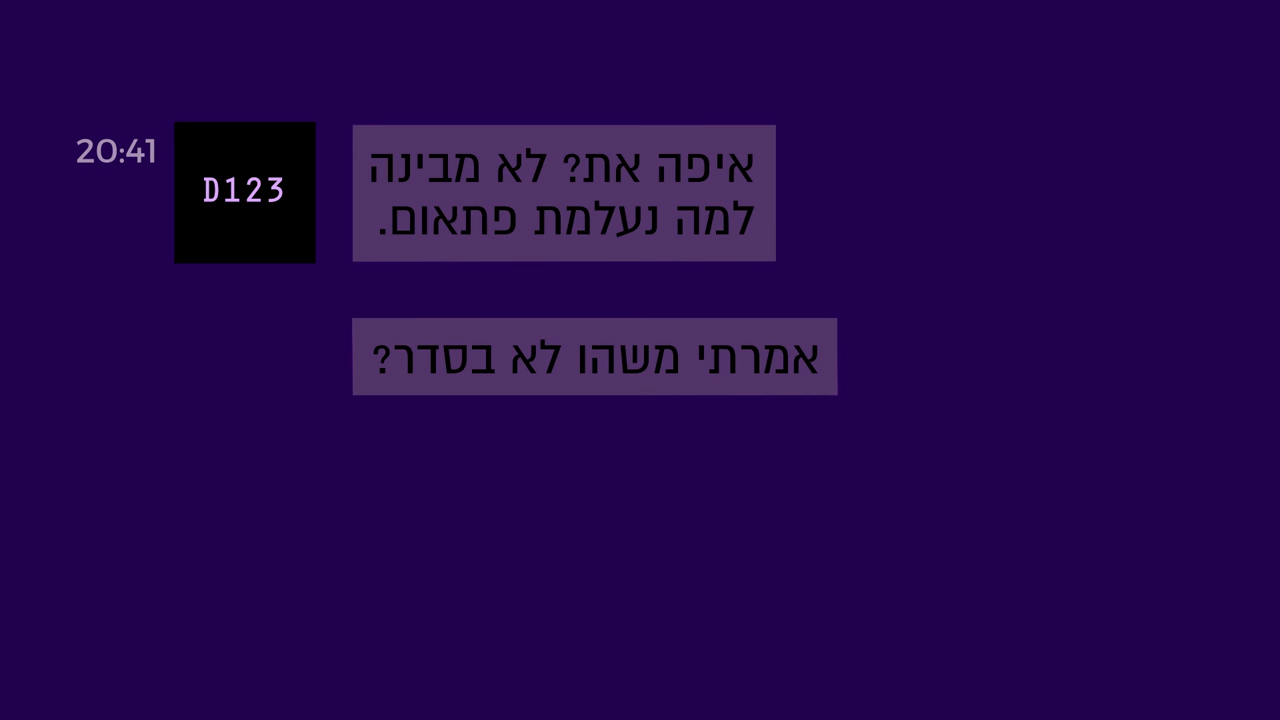 20:41
D123
איפה את? לא מבינה
למה נעלמת פתאום.
אמרתי משהו לא בסדר?